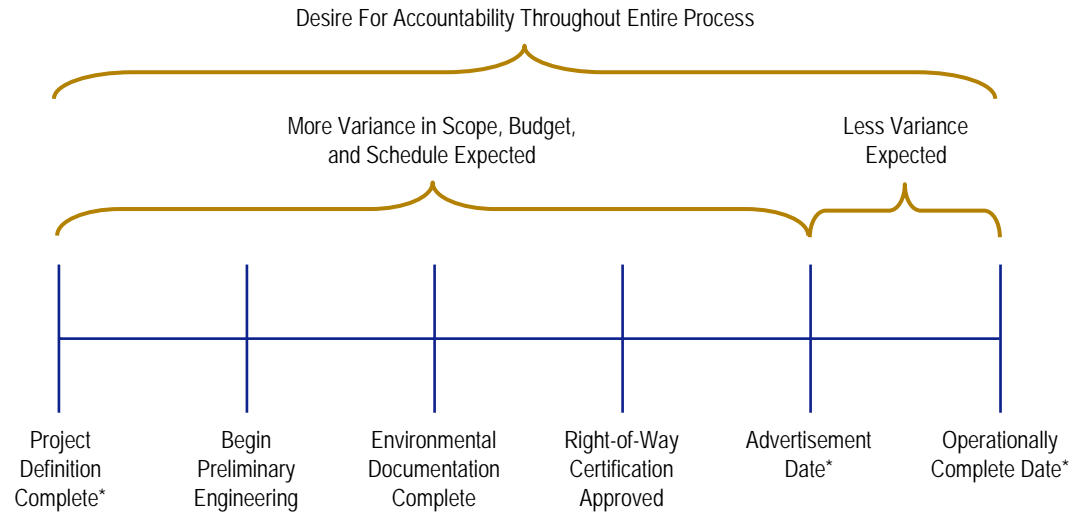 Desire For Accountability Throughout Entire Process
More Variance in Scope, Budget,
and Schedule Expected
Less Variance
Expected
Project
Definition
Complete*
Begin
Preliminary
Engineering
Environmental
Documentation
Complete
Right-of-Way
Certification
Approved
Advertisement
Date*
Operationally
Complete Date*